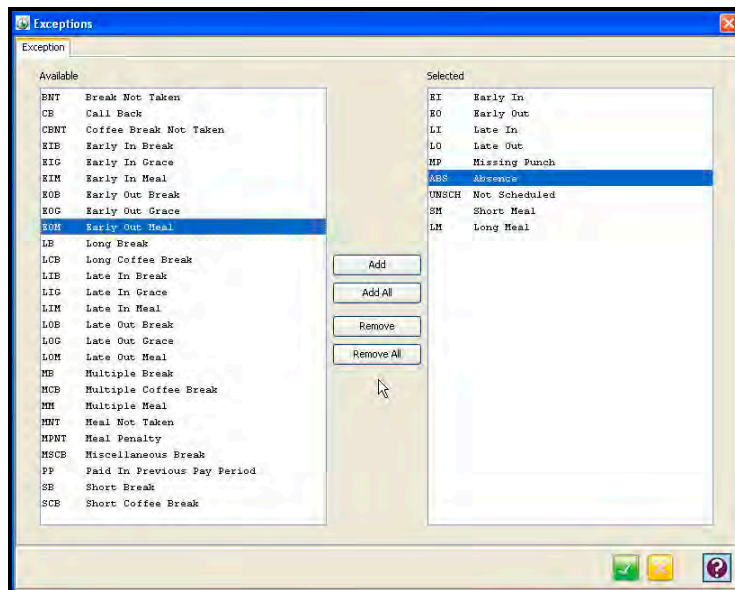 Exceptions
Exception
Available
BNT Break Not Taken
CB Call Back
CBNT Coffee Break Not Taken
EIB Early In Break
EIG Early In Grace
EIM Early In Meal
EOB Early Out Break
EOG Early Out Grace
EOM Early Out Meal
LB Long Break
LCB Long Coffee Break
LIB Late In Break
LIG Late In Grace
LIM Late In Meal
LOB Late Out Break
LOG Late Out Grace
LOM Late Out Meal
MB Multiple Break
MCB Multiple Coffee Break
MM Multiple Meal
MNT Meal Not Taken
MPNT Meal Penalty
MSCB Miscellaneous Break
PP Paid In Previous Pay Period
SB Short Break
SCB Short Coffee Break
Add
Add All
Remove
Remove All
Selected
EI Early In
EO Early Out
LI Late In
LO Late Out
MP Missing Punch
ABS Absence
UNSCH Not Scheduled
SM Short Meal
LM Long Meal
?